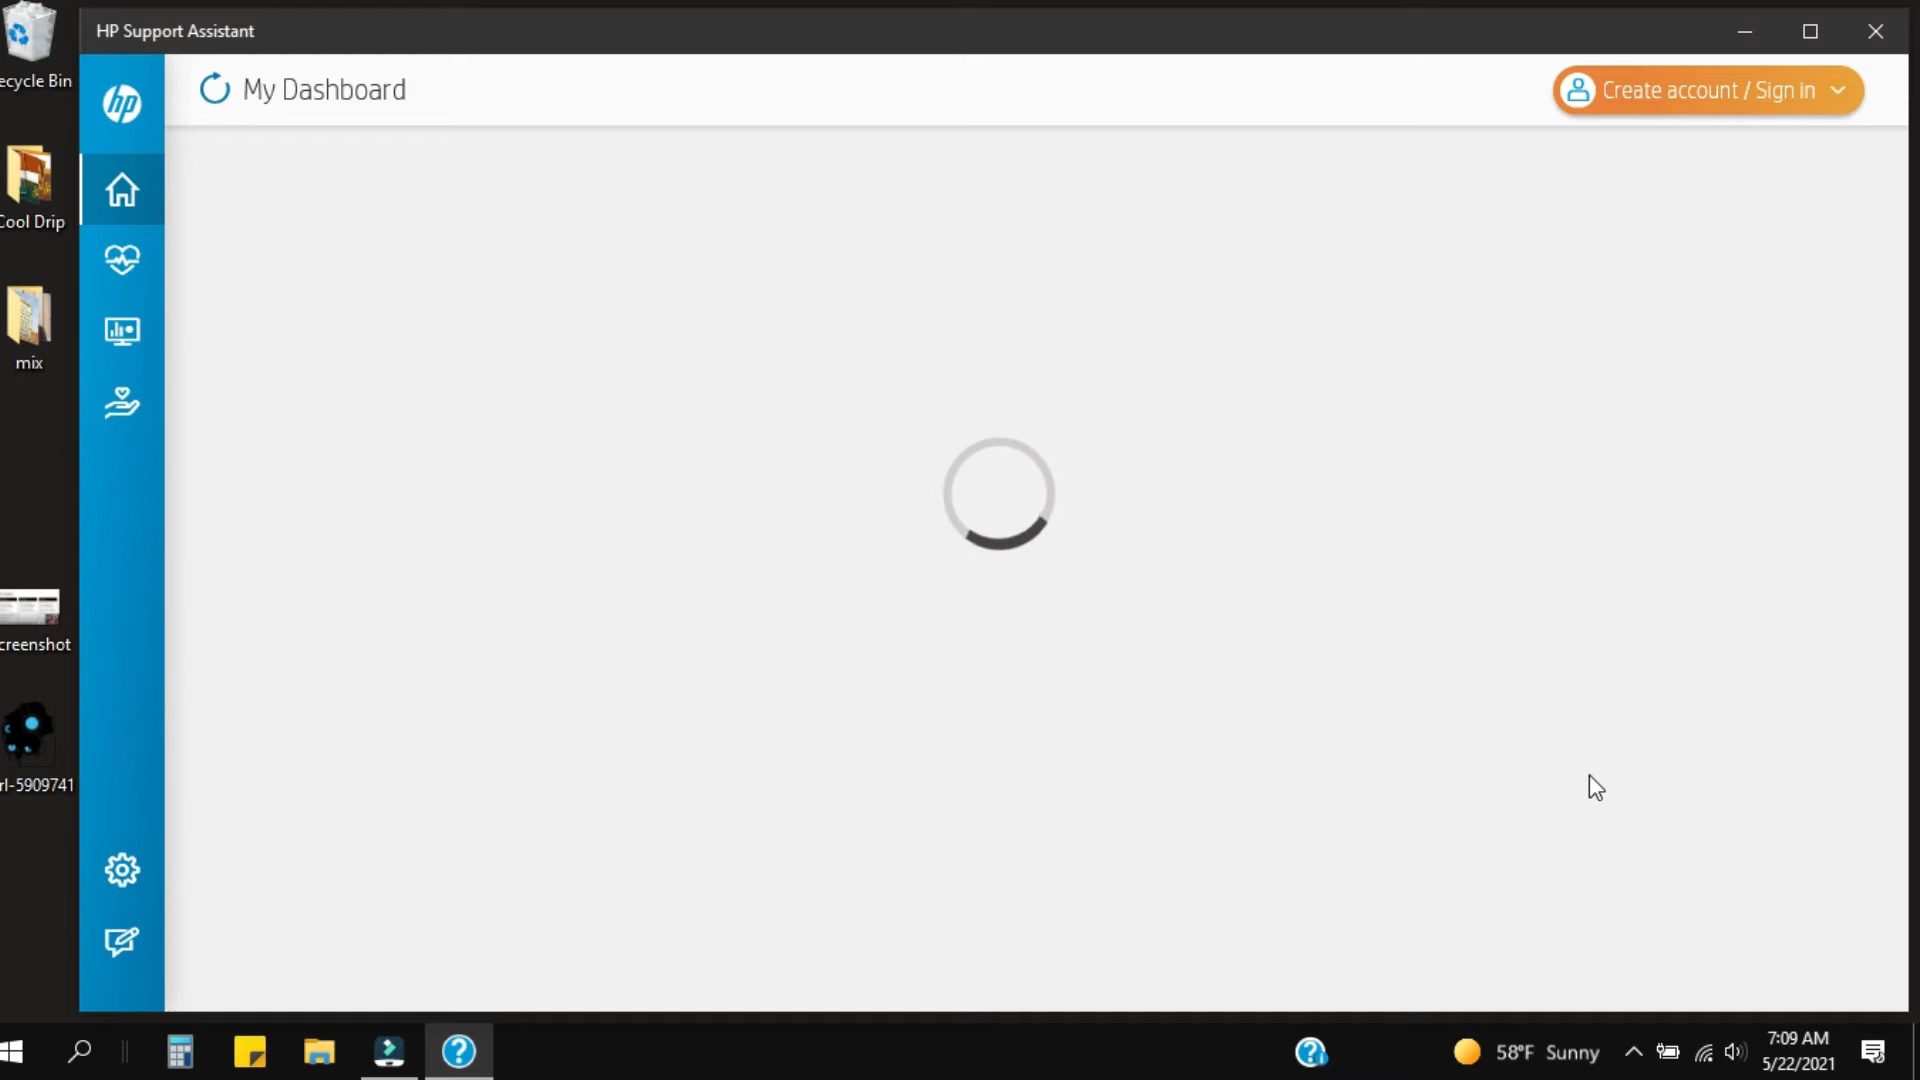 HP Support Assistant
ecycle Bin
hp
My Dashboard
Create account / Sign in
Cool Drip
mix
creenshot
rl-5909741
58°F Sunny
7:09 AM
5/22/2021